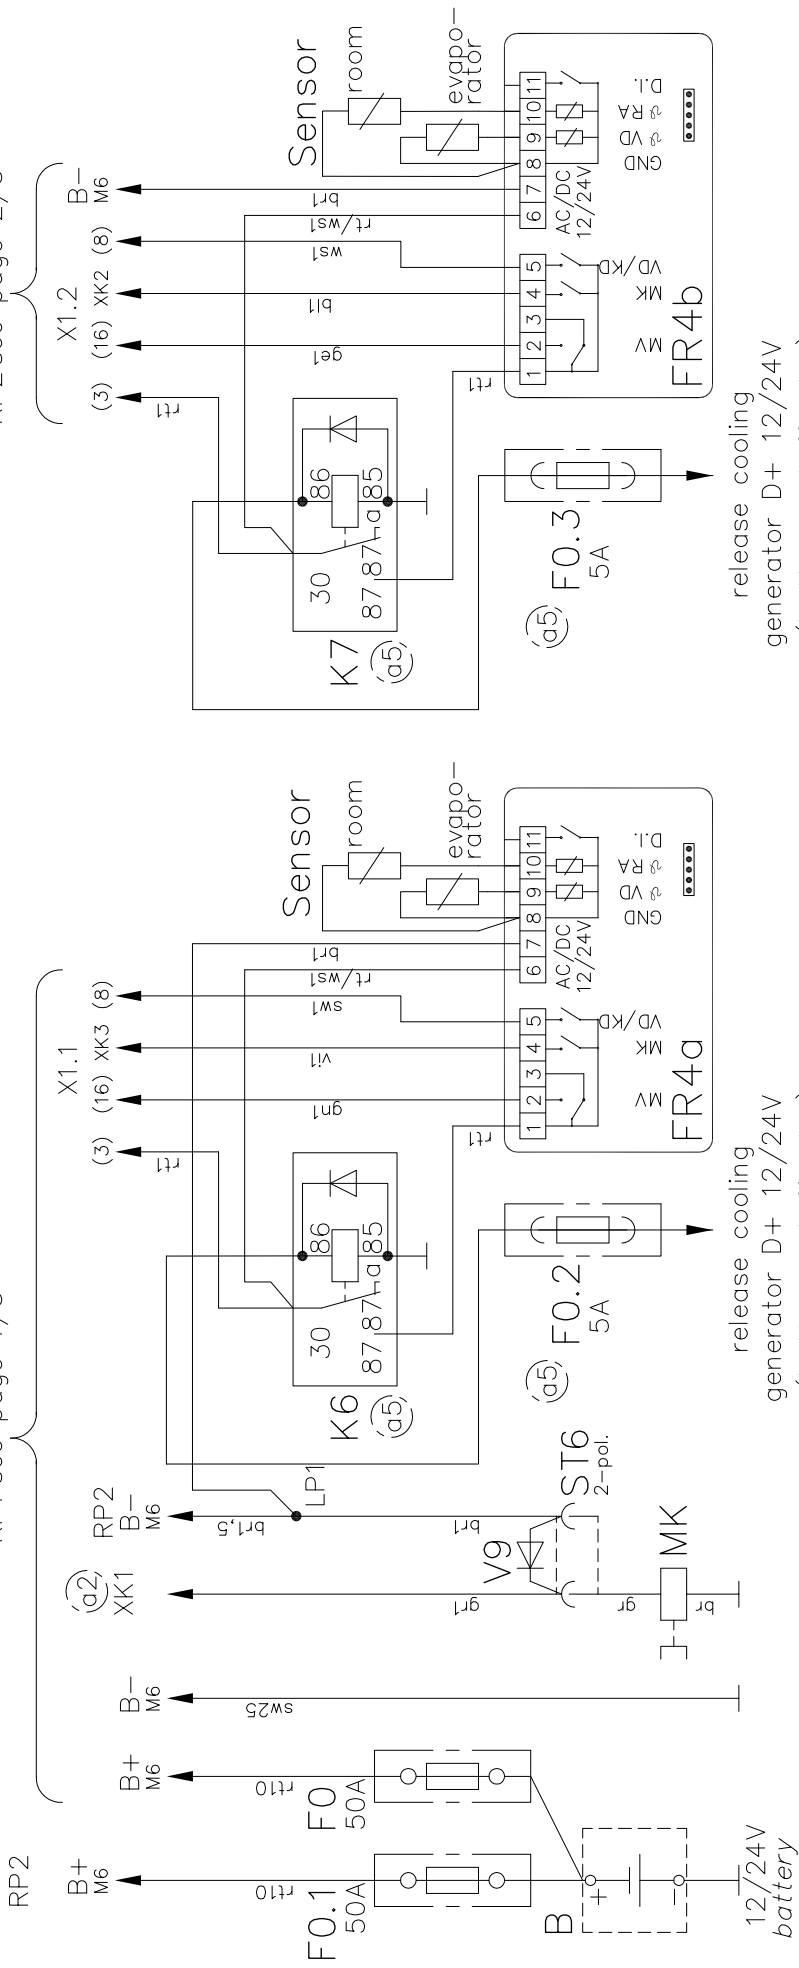 RP2
B+
M6
rt10
F0.1
50A
B
+
−
12/24V
battery
B+
M6
rt10
F0
50A
B−
M6
sw25
(a2)
XK1
gr1
gr
br
MK
RP2
B−
M6
br1,5
LP1
br1
V9
ST6
2-pol.
X1.1
(3)
(16)
XK3
(8)
rt1
gn1
vi1
sw1
rt/ws1
br1
K6
(a5)
30
86
87
87
a
85
rt1
(a5)
F0.2
5A
release cooling
generator D+ 12/24V
Sensor
room
evapo−
rator
1 2 3 4 5 6 7 8 9 10 11
MV
MK
VD/KD
AC/DC
12/24V
GND
ϑ VD
ϑ RA
D.I.
FR4a
X1.2
(3)
(16)
XK2
(8)
B−
M6
rt1
ge1
bl1
ws1
rt/ws1
br1
K7
(a5)
30
86
87
87
a
85
rt1
(a5)
F0.3
5A
release cooling
generator D+ 12/24V
Sensor
room
evapo−
rator
1 2 3 4 5 6 7 8 9 10 11
MV
MK
VD/KD
AC/DC
12/24V
GND
ϑ VD
ϑ RA
D.I.
FR4b